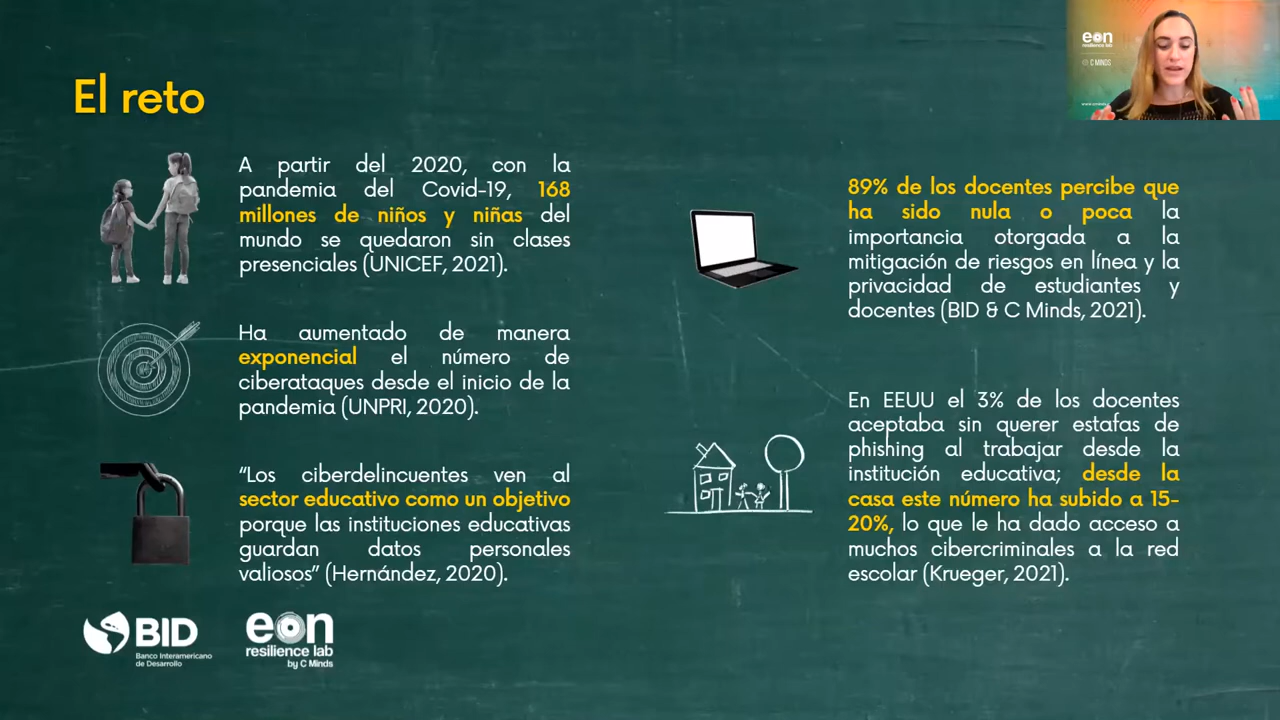 El reto
A partir del 2020, con la
pandemia del Covid-19, 168
millones de niños y niñas del
mundo se quedaron sin clases
presenciales (UNICEF, 2021).
Ha aumentado de manera
exponencial el número de
ciberataques desde el inicio de la
pandemia (UNPRI, 2020).
“Los ciberdelincuentes ven al
sector educativo como un objetivo
porque las instituciones educativas
guardan datos personales
valiosos” (Hernández, 2020).
89% de los docentes percibe que
ha sido nula o poca la
importancia otorgada a la
mitigación de riesgos en línea y la
privacidad de estudiantes y
docentes (BID & C Minds, 2021).
En EEUU el 3% de los docentes
aceptaba sin querer estafas de
phishing al trabajar desde la
institución educativa; desde la
casa este número ha subido a 15-
20%, lo que le ha dado acceso a
muchos cibercriminales a la red
escolar (Krueger, 2021).
BID
Banco Interamericano
de Desarrollo
eon
resilience lab
by C Minds
eon
resilience lab
C MINDS